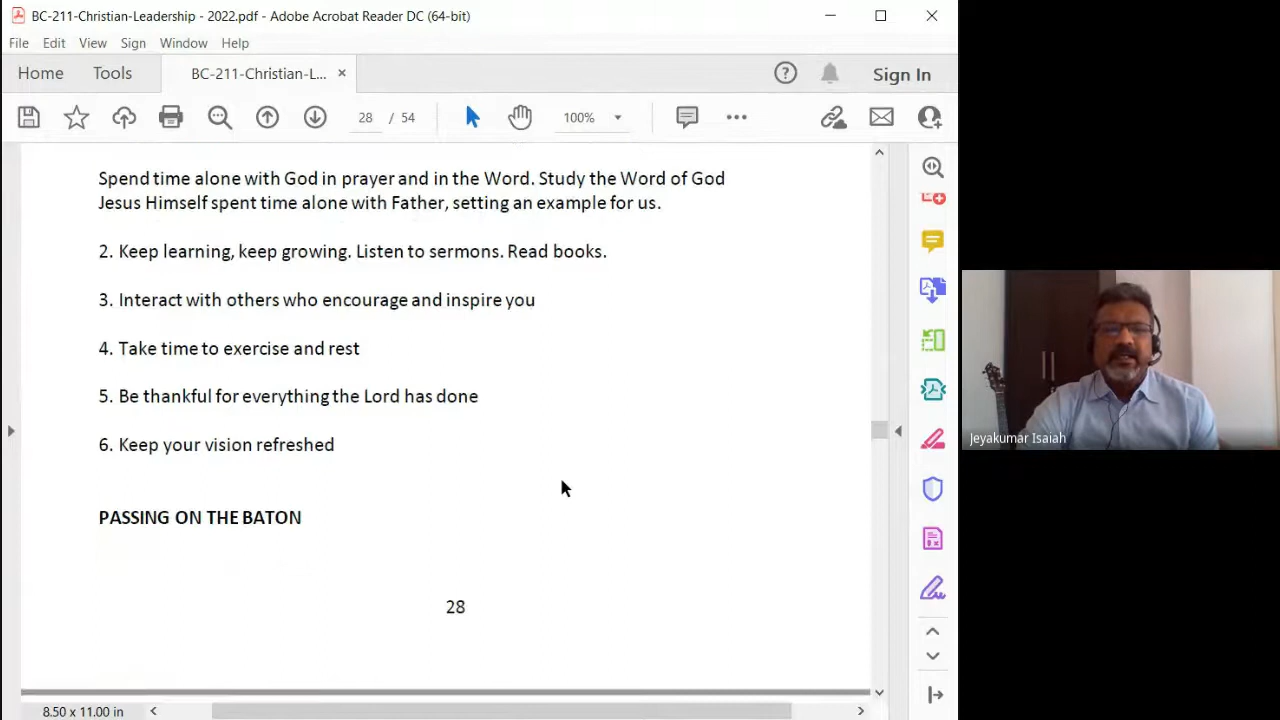 BC-211-Christian-Leadership - 2022.pdf - Adobe Acrobat Reader DC (64-bit)
File Edit View Sign Window Help
Home Tools BC-211-Christian-L... × Sign In
28 / 54 100%
Spend time alone with God in prayer and in the Word. Study the Word of God
Jesus Himself spent time alone with Father, setting an example for us.
2. Keep learning, keep growing. Listen to sermons. Read books.
3. Interact with others who encourage and inspire you
4. Take time to exercise and rest
5. Be thankful for everything the Lord has done
6. Keep your vision refreshed
PASSING ON THE BATON
28
8.50 x 11.00 in
Jeyakumar Isaiah